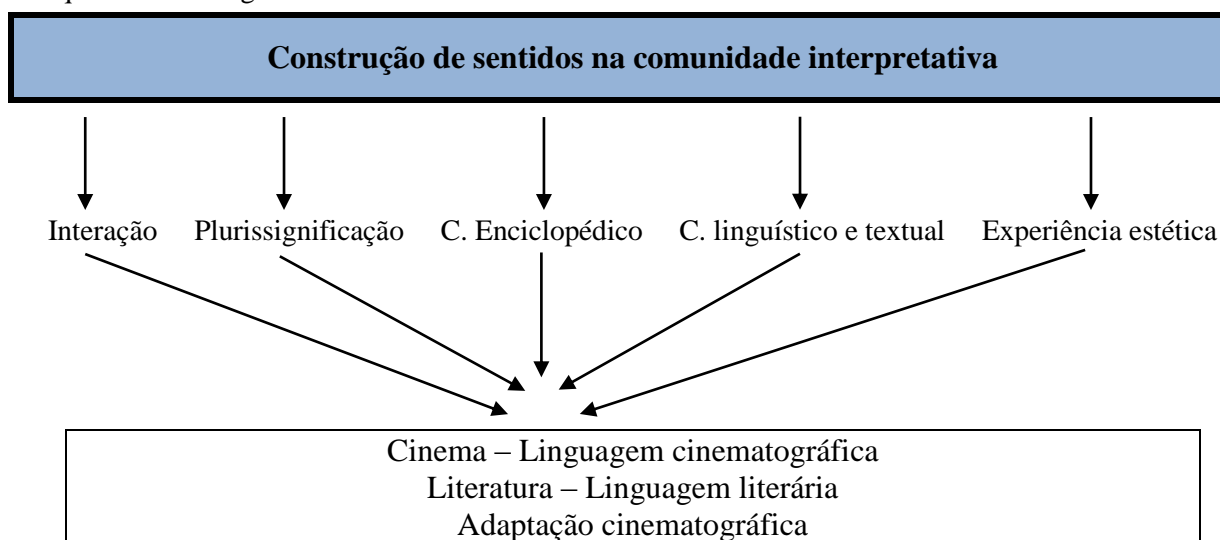 Construção de sentidos na comunidade interpretativa
Interação Plurissignificação C. Enciclopédico C. linguístico e textual Experiência estética
Cinema – Linguagem cinematográfica
Literatura – Linguagem literária
Adaptação cinematográfica